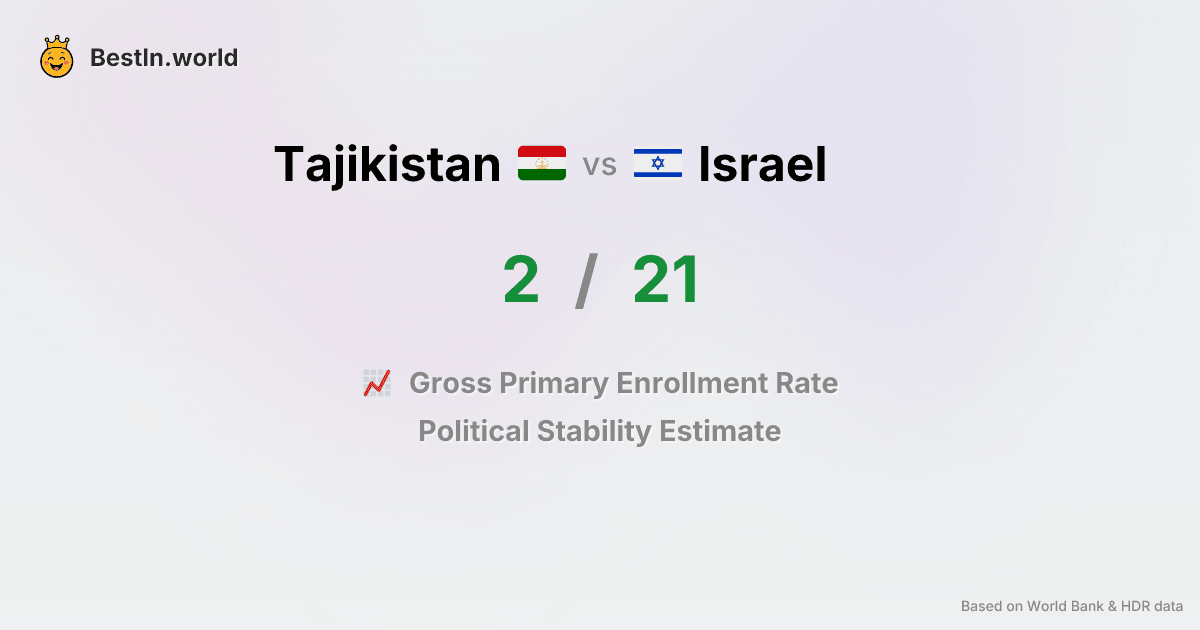 BestIn.world
Tajikistan vs Israel
2 / 21
Gross Primary Enrollment Rate
Political Stability Estimate
Based on World Bank & HDR data